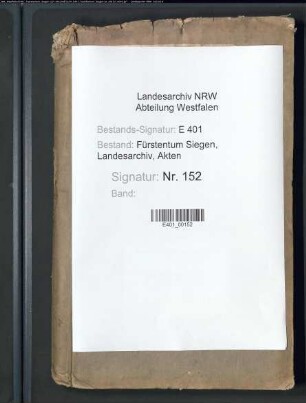 Landesarchiv NRW
Abteilung Westfalen
Bestands-Signatur: E 401
Bestand: Fürstentum Siegen,
Landesarchiv, Akten
Signatur: Nr. 152
Band:
E401_00152